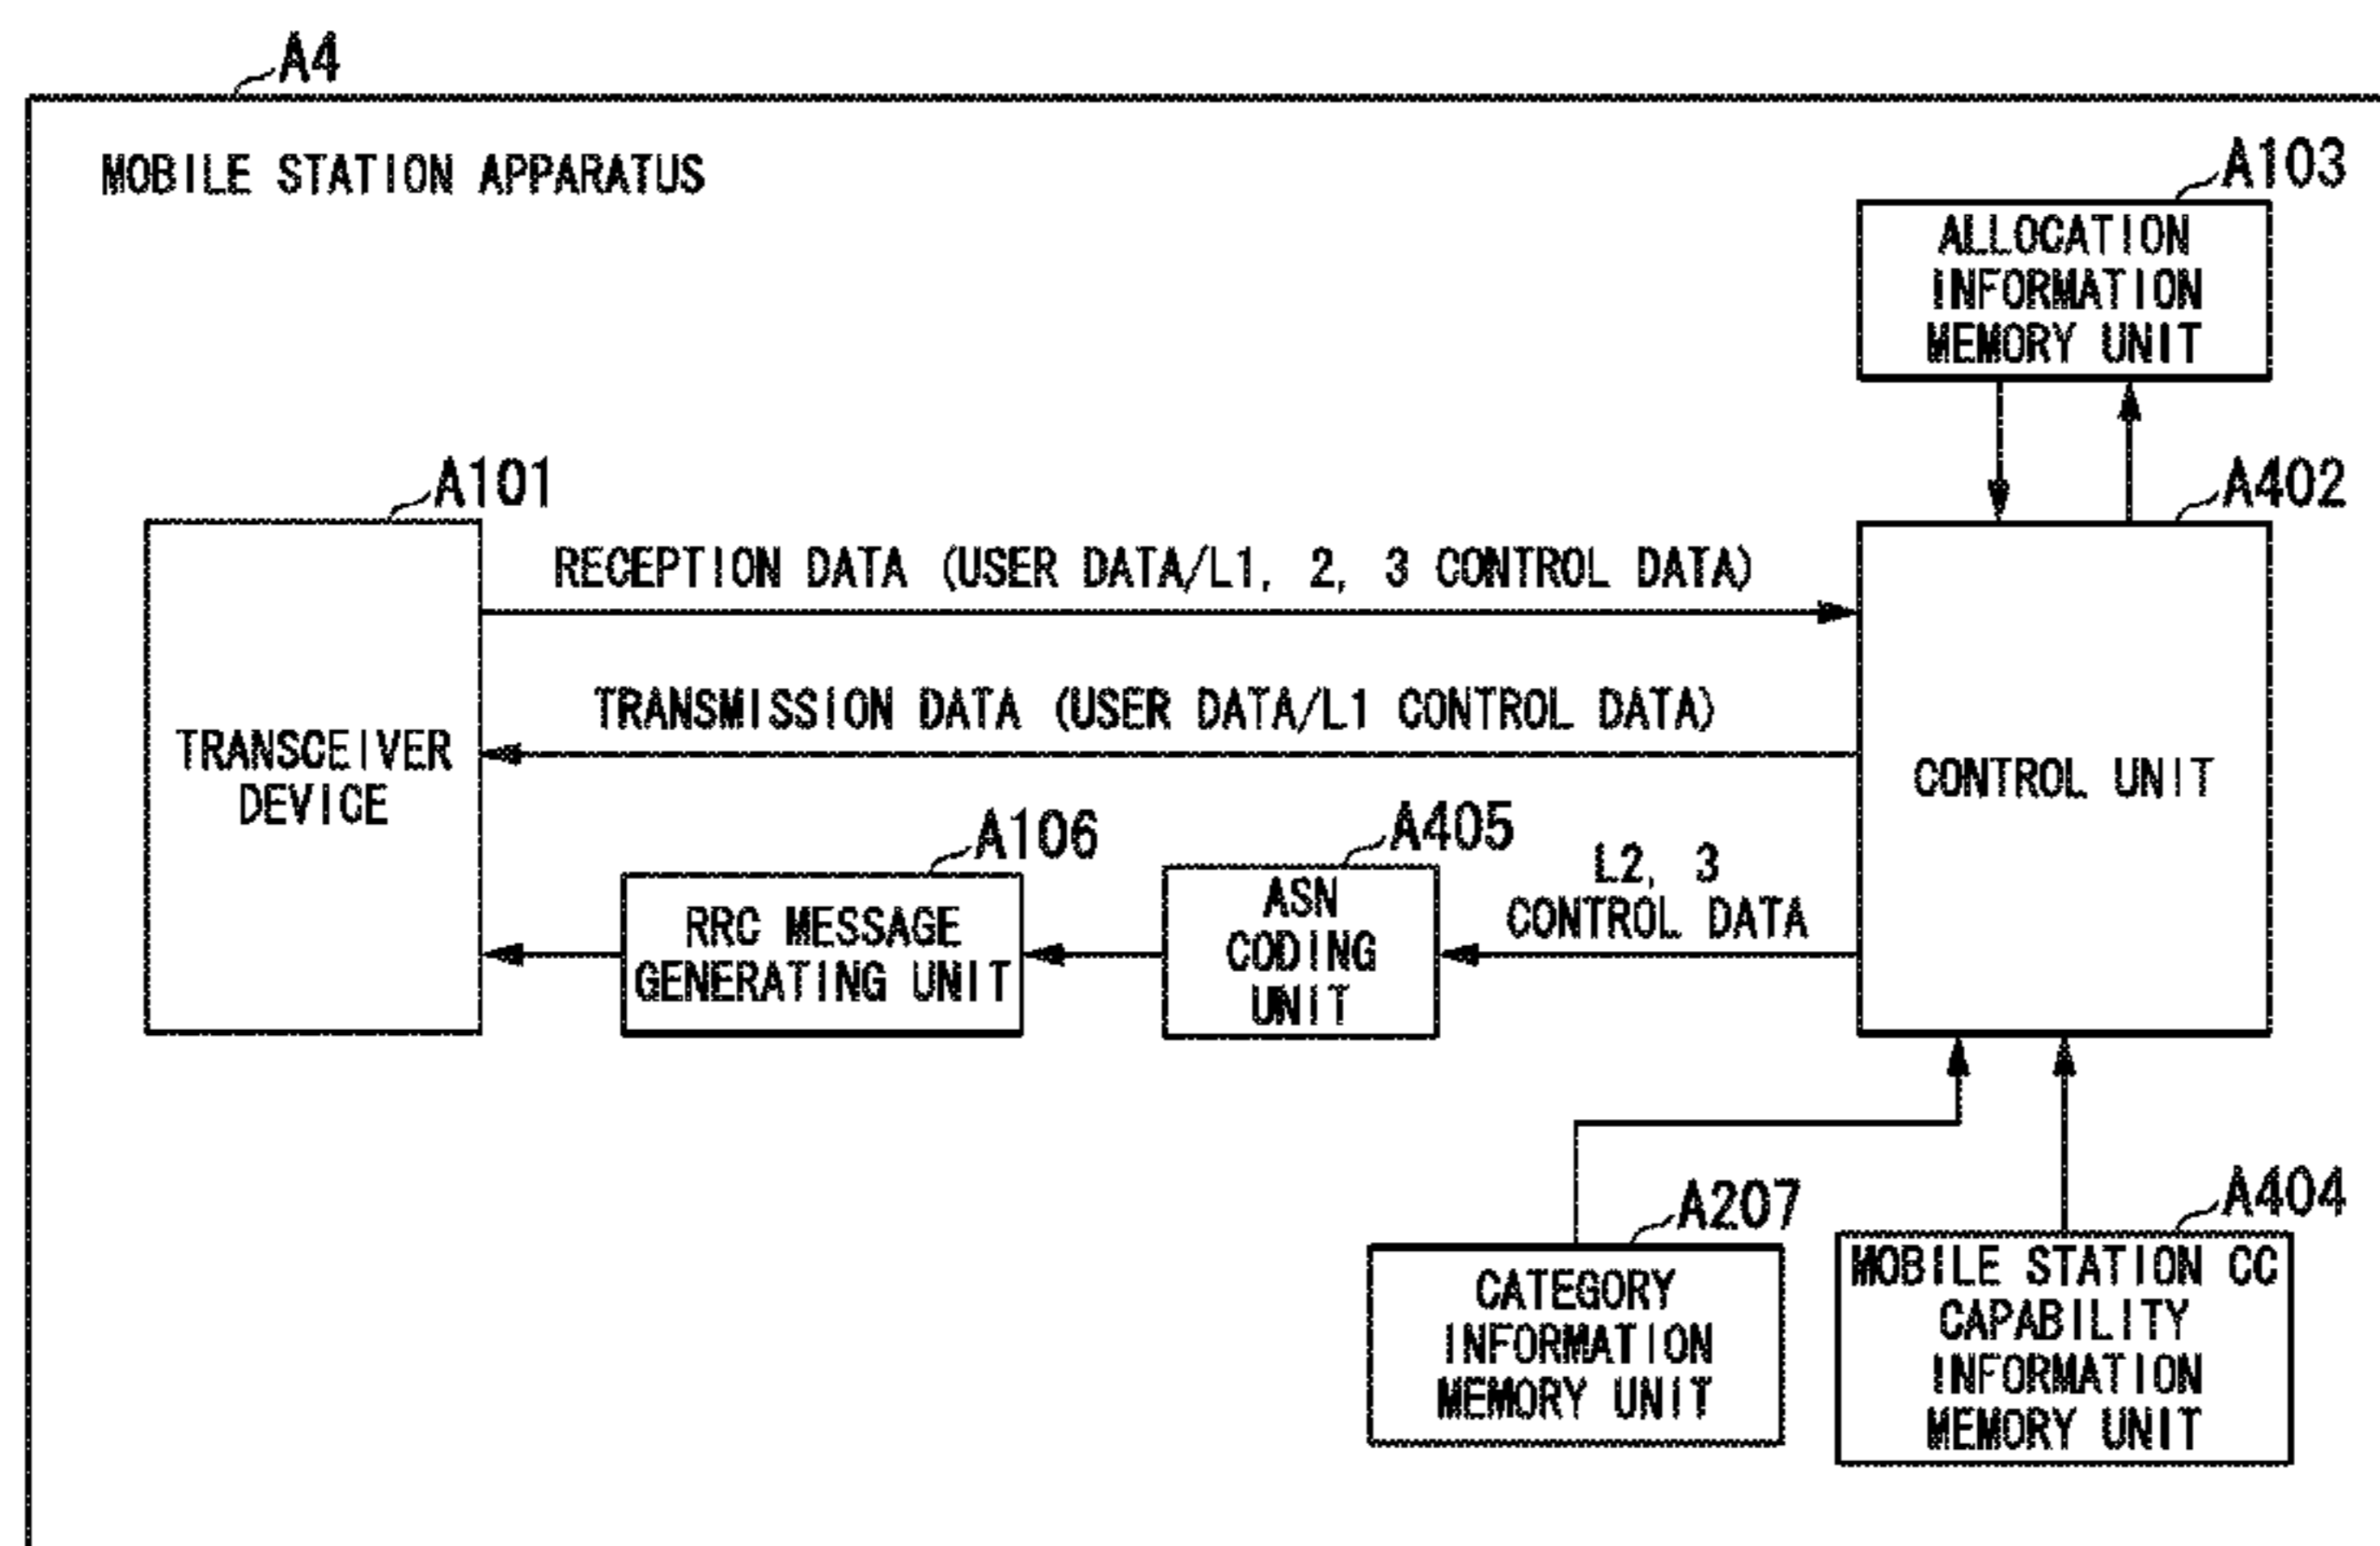 A4
MOBILE STATION APPARATUS
A103
ALLOCATION
INFORMATION
MEMORY UNIT
A101
A402
RECEPTION DATA (USER DATA/L1, 2, 3 CONTROL DATA)
TRANSMISSION DATA (USER DATA/L1 CONTROL DATA)
TRANSCEIVER
DEVICE
CONTROL UNIT
A106
A405
L2, 3
CONTROL DATA
RRC MESSAGE
GENERATING UNIT
ASN
CODING
UNIT
A207
A404
CATEGORY
INFORMATION
MEMORY UNIT
MOBILE STATION CC
CAPABILITY
INFORMATION
MEMORY UNIT